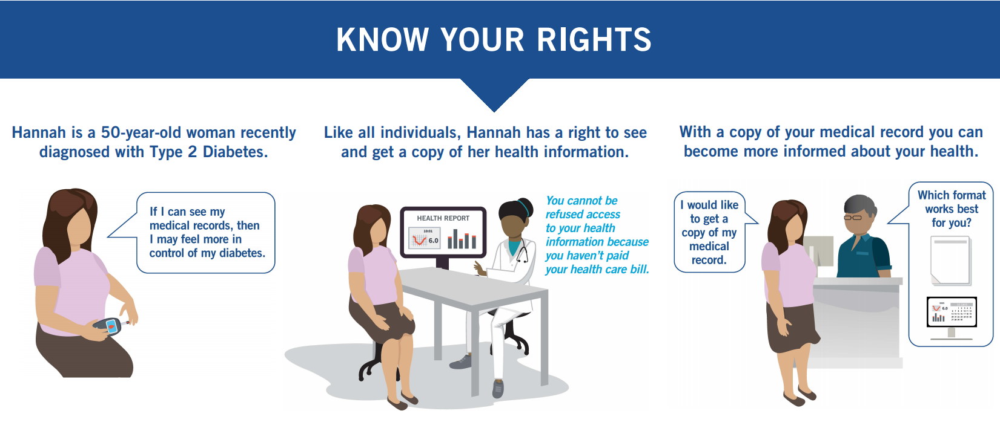 KNOW YOUR RIGHTS
Hannah is a 50-year-old woman recently
diagnosed with Type 2 Diabetes.
If I can see my
medical records, then
I may feel more in
control of my diabetes.
Like all individuals, Hannah has a right to see
and get a copy of her health information.
HEALTH REPORT
10:01
6.0
You cannot be
refused access
to your health
information because
you haven't paid
your health care bill.
With a copy of your medical record you can
become more informed about your health.
I would like
to get a
copy of my
medical
record.
Which format
works best
for you?
6.0